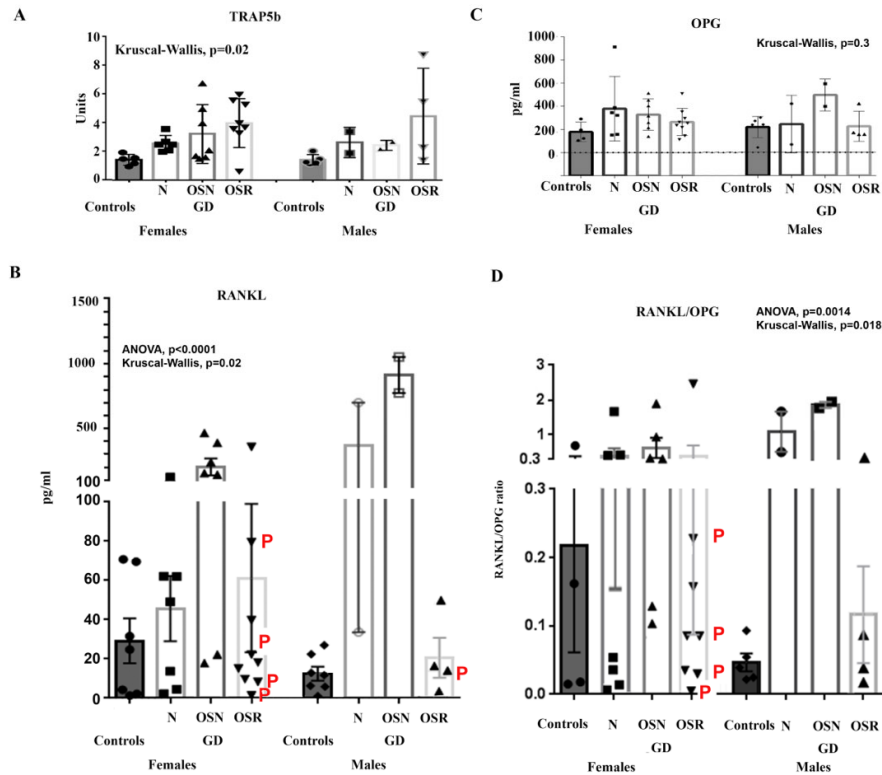 A
TRAP5b
Kruscal-Wallis, p=0.02
Units
10
8
6
4
2
0
N
OSN
OSR
N
OSN
OSR
Controls
GD
Controls
GD
Females
Males
C
OPG
Kruscal-Wallis, p=0.3
pg/ml
1000
800
600
400
200
0
N
OSN
OSR
N
OSN
OSR
Controls
Controls
GD
GD
Females
Males
B
RANKL
ANOVA, p<0.0001
Kruscal-Wallis, p=0.02
pg/ml
1500
1000
500
100
100
80
60
40
20
0
P
P
P
P
P
N
OSN
OSR
N
OSN
OSR
Controls
GD
Controls
GD
Females
Males
D
RANKL/OPG
ANOVA, p=0.0014
Kruscal-Wallis, p=0.018
RANKL/OPG ratio
3
2
1
0.3
0.3
0.2
0.1
0.0
P
P
P
P
Controls
N
OSN
OSR
Controls
N
OSN
OSR
GD
GD
Females
Males